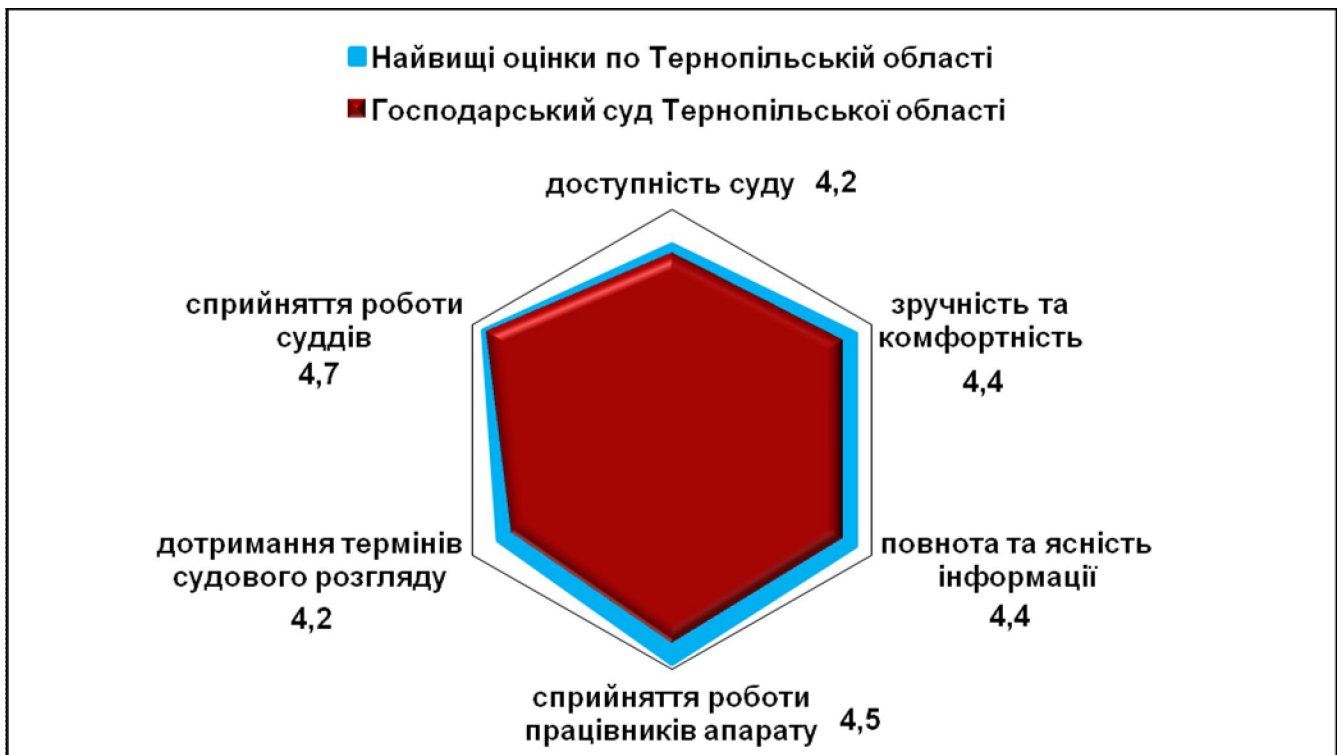 Найвищі оцінки по Тернопільській області
Господарський суд Тернопільської області
доступність суду 4,2
сприйняття роботи
суддів
4,7
зручність та
комфортність
4,4
дотримання термінів
судового розгляду
4,2
повнота та ясність
інформації
4,4
сприйняття роботи
працівників апарату 4,5